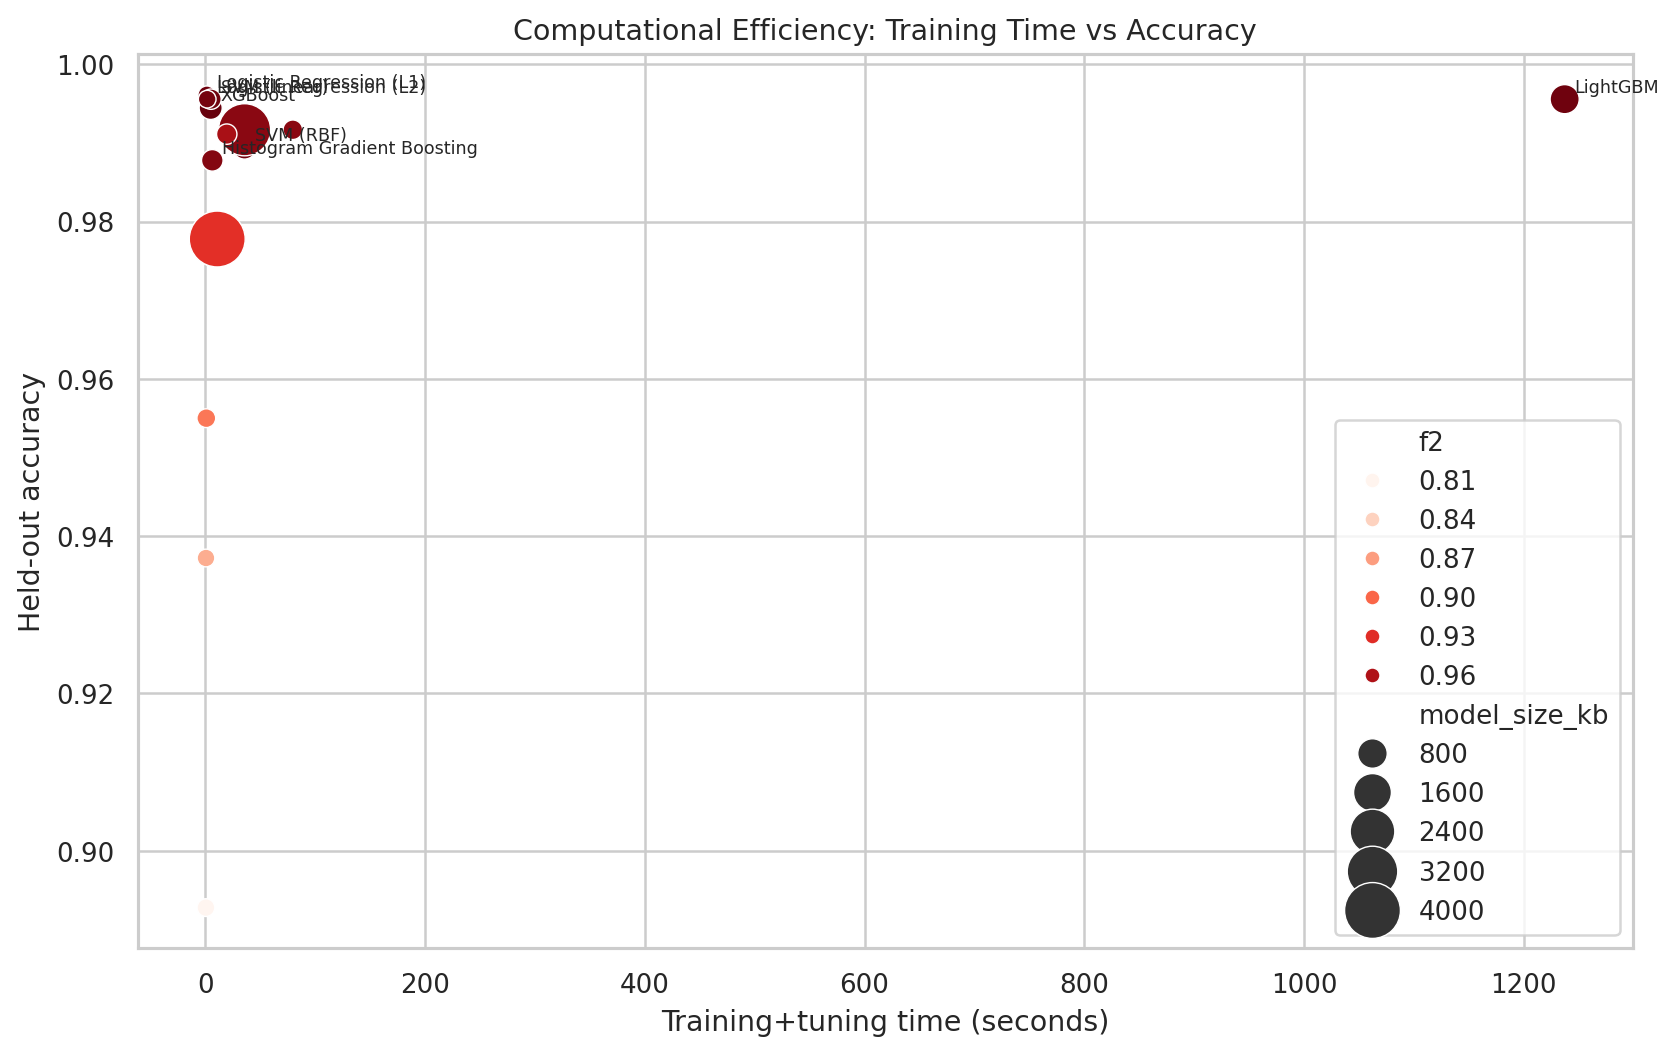 Computational Efficiency: Training Time vs Accuracy
Held-out accuracy
1.00
0.98
0.96
0.94
0.92
0.90
Logistic Regression (L1)
Logistic Regression (L2)
SVM (linear)
XGBoost
SVM (RBF)
Histogram Gradient Boosting
LightGBM
f2
0.81
0.84
0.87
0.90
0.93
0.96
model_size_kb
800
1600
2400
3200
4000
0
200
400
600
800
1000
1200
Training+tuning time (seconds)